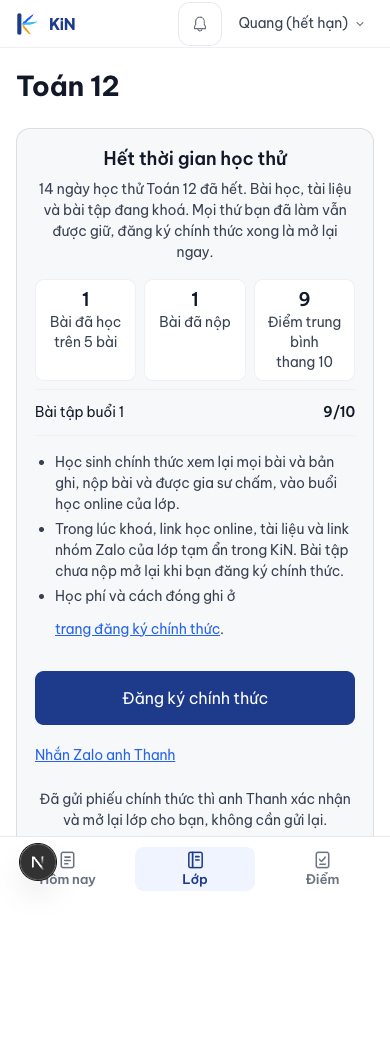 KiN
Quang (hết hạn)
Toán 12
Hết thời gian học thử
14 ngày học thử Toán 12 đã hết. Bài học, tài liệu
và bài tập đang khoá. Mọi thứ bạn đã làm vẫn
được giữ, đăng ký chính thức xong là mở lại
ngay.
1
Bài đã học
trên 5 bài
1
Bài đã nộp
9
Điểm trung
bình
thang 10
Bài tập buổi 1
9/10
• Học sinh chính thức xem lại mọi bài và bản
ghi, nộp bài và được gia sư chấm, vào buổi
học online của lớp.
• Trong lúc khoá, link học online, tài liệu và link
nhóm Zalo của lớp tạm ẩn trong KiN. Bài tập
chưa nộp mở lại khi bạn đăng ký chính thức.
• Học phí và cách đóng ghi ở
trang đăng ký chính thức.
Đăng ký chính thức
Nhắn Zalo anh Thanh
Đã gửi phiếu chính thức thì anh Thanh xác nhận
và mở lại lớp cho bạn, không cần gửi lại.
N
nay
Lớp
Điểm